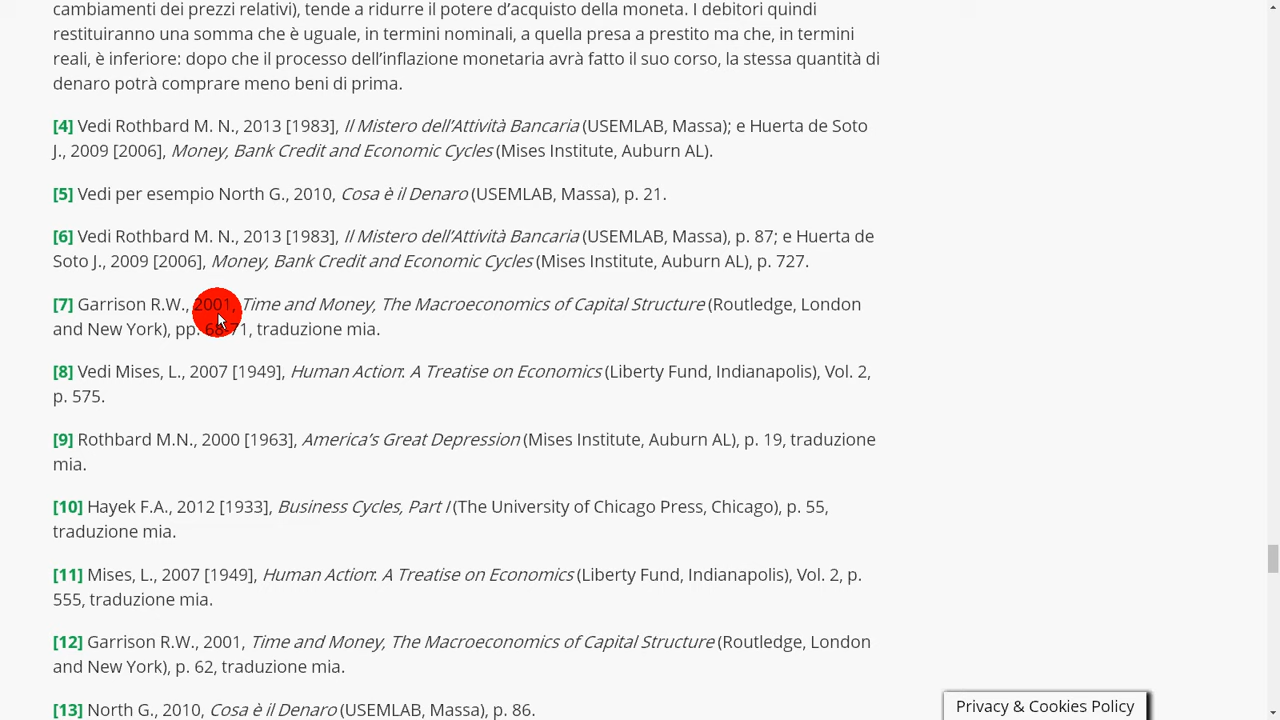 cambiamenti dei prezzi relativi), tende a ridurre il potere d’acquisto della moneta. I debitori quindi
restituiranno una somma che è uguale, in termini nominali, a quella presa a prestito ma che, in termini
reali, è inferiore: dopo che il processo dell’inflazione monetaria avrà fatto il suo corso, la stessa quantità di
denaro potrà comprare meno beni di prima.
[4] Vedi Rothbard M. N., 2013 [1983], Il Mistero dell’Attività Bancaria (USEMLAB, Massa); e Huerta de Soto
J., 2009 [2006], Money, Bank Credit and Economic Cycles (Mises Institute, Auburn AL).
[5] Vedi per esempio North G., 2010, Cosa è il Denaro (USEMLAB, Massa), p. 21.
[6] Vedi Rothbard M. N., 2013 [1983], Il Mistero dell’Attività Bancaria (USEMLAB, Massa), p. 87; e Huerta de
Soto J., 2009 [2006], Money, Bank Credit and Economic Cycles (Mises Institute, Auburn AL), p. 727.
[7] Garrison R.W., 2001, Time and Money, The Macroeconomics of Capital Structure (Routledge, London
and New York), pp. 68-71, traduzione mia.
[8] Vedi Mises, L., 2007 [1949], Human Action: A Treatise on Economics (Liberty Fund, Indianapolis), Vol. 2,
p. 575.
[9] Rothbard M.N., 2000 [1963], America’s Great Depression (Mises Institute, Auburn AL), p. 19, traduzione
mia.
[10] Hayek F.A., 2012 [1933], Business Cycles, Part I (The University of Chicago Press, Chicago), p. 55,
traduzione mia.
[11] Mises, L., 2007 [1949], Human Action: A Treatise on Economics (Liberty Fund, Indianapolis), Vol. 2, p.
555, traduzione mia.
[12] Garrison R.W., 2001, Time and Money, The Macroeconomics of Capital Structure (Routledge, London
and New York), p. 62, traduzione mia.
[13] North G., 2010, Cosa è il Denaro (USEMLAB, Massa), p. 86.
Privacy & Cookies Policy